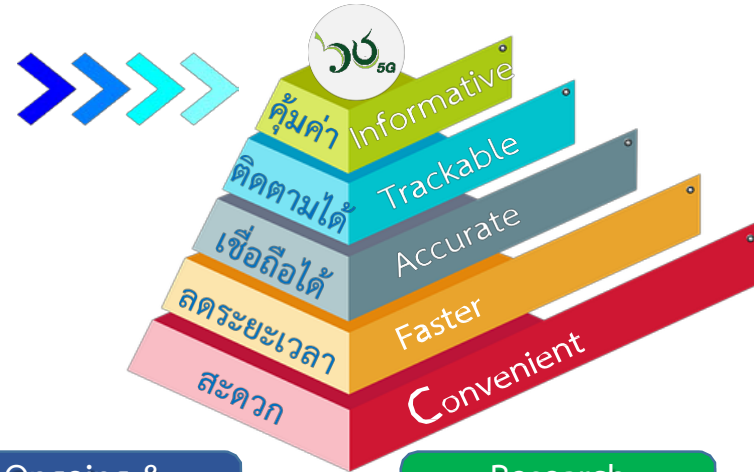 5G
คุ้มค่า Informative
ติดตามได้ Trackable
เชื่อถือได้ Accurate
ลดระยะเวลา Faster
สะดวก Convenient
Ongoing &
Research